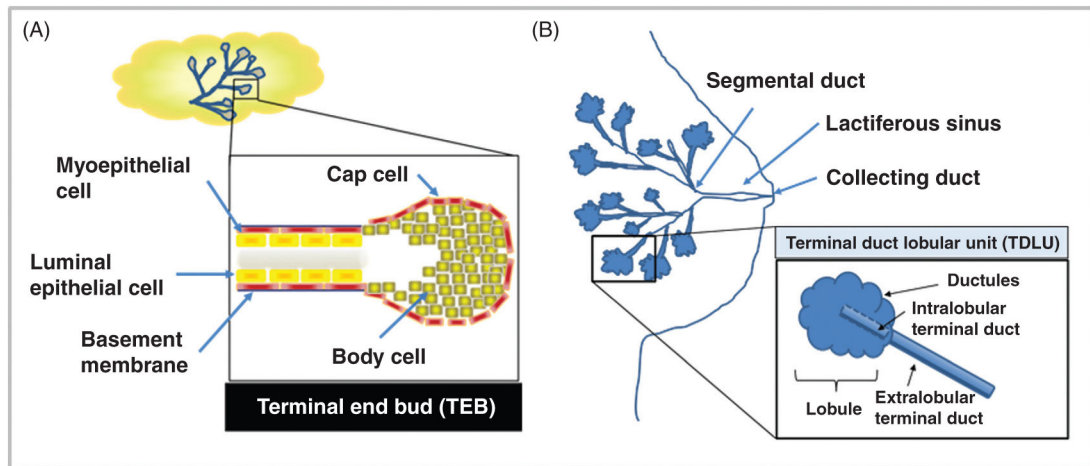 (A)
Myoepithelial
cell
Cap cell
Luminal
epithelial cell
Basement
membrane
Body cell
Terminal end bud (TEB)
(B)
Segmental duct
Lactiferous sinus
Collecting duct
Terminal duct lobular unit (TDLU)
Ductules
Intralobular
terminal duct
Lobule
Extralobular
terminal duct